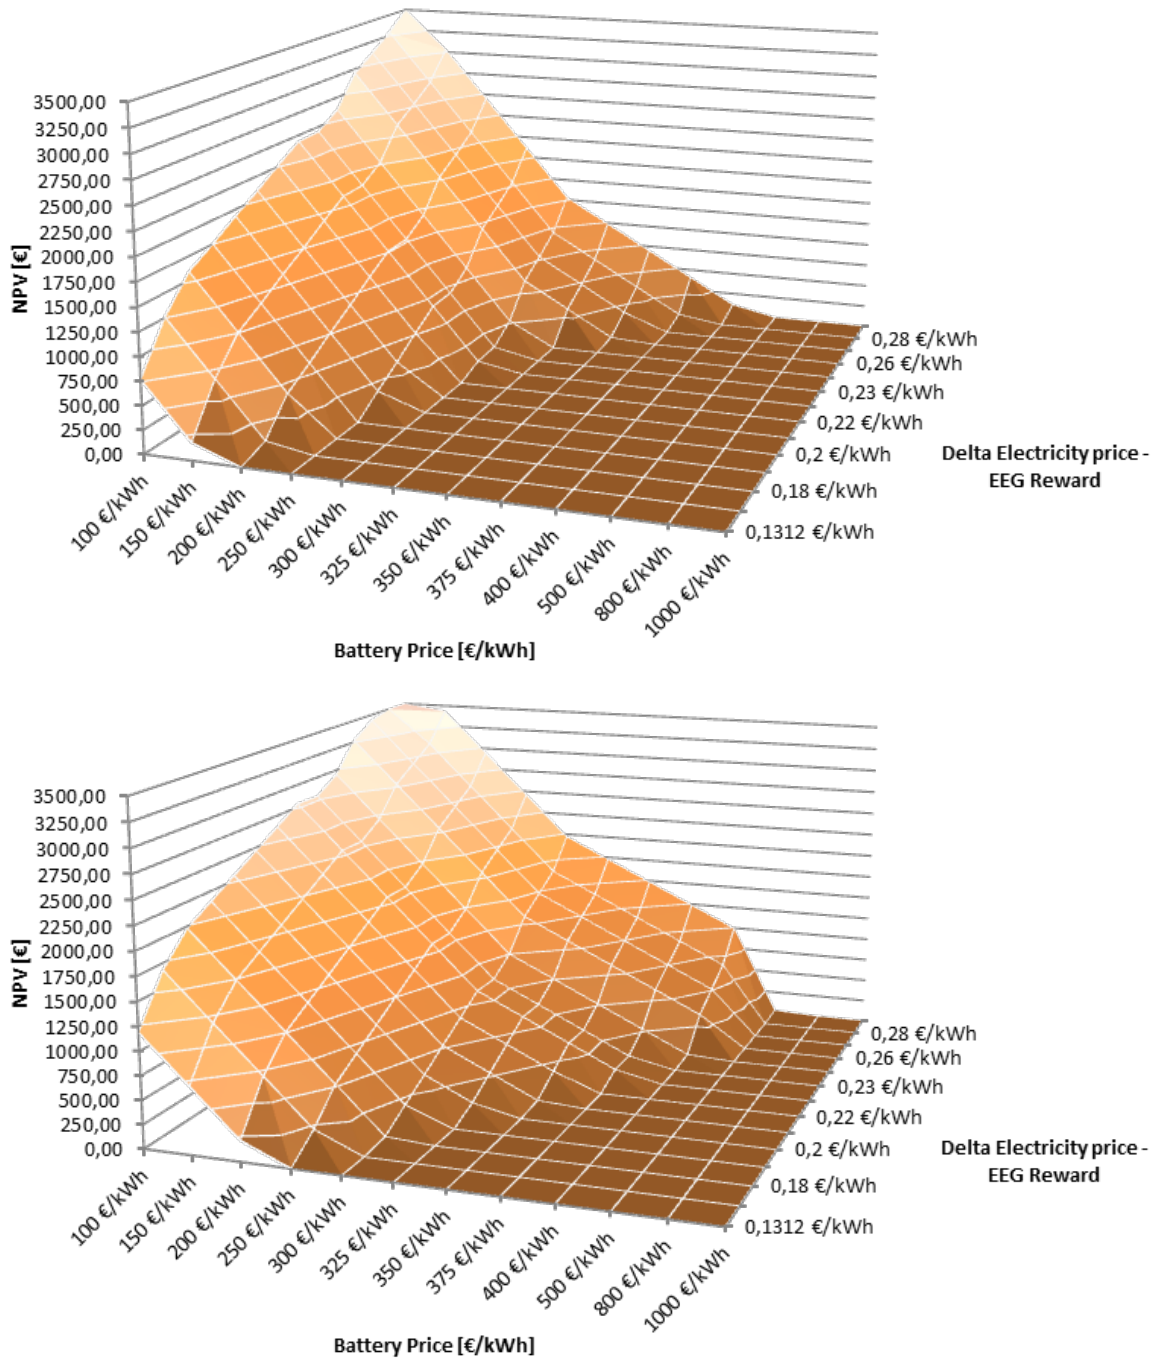 3500,00
3250,00
3000,00
2750,00
2500,00
2250,00
2000,00
1750,00
1500,00
1250,00
1000,00
750,00
500,00
250,00
0,00
NPV [€]
100 €/kWh
150 €/kWh
200 €/kWh
250 €/kWh
300 €/kWh
325 €/kWh
350 €/kWh
375 €/kWh
400 €/kWh
500 €/kWh
800 €/kWh
1000 €/kWh
Battery Price [€/kWh]
0,28 €/kWh
0,26 €/kWh
0,23 €/kWh
0,22 €/kWh
0,2 €/kWh
0,18 €/kWh
0,1312 €/kWh
Delta Electricity price -
EEG Reward
3500,00
3250,00
3000,00
2750,00
2500,00
2250,00
2000,00
1750,00
1500,00
1250,00
1000,00
750,00
500,00
250,00
0,00
NPV [€]
100 €/kWh
150 €/kWh
200 €/kWh
250 €/kWh
300 €/kWh
325 €/kWh
350 €/kWh
375 €/kWh
400 €/kWh
500 €/kWh
800 €/kWh
1000 €/kWh
Battery Price [€/kWh]
0,28 €/kWh
0,26 €/kWh
0,23 €/kWh
0,22 €/kWh
0,2 €/kWh
0,18 €/kWh
0,1312 €/kWh
Delta Electricity price -
EEG Reward